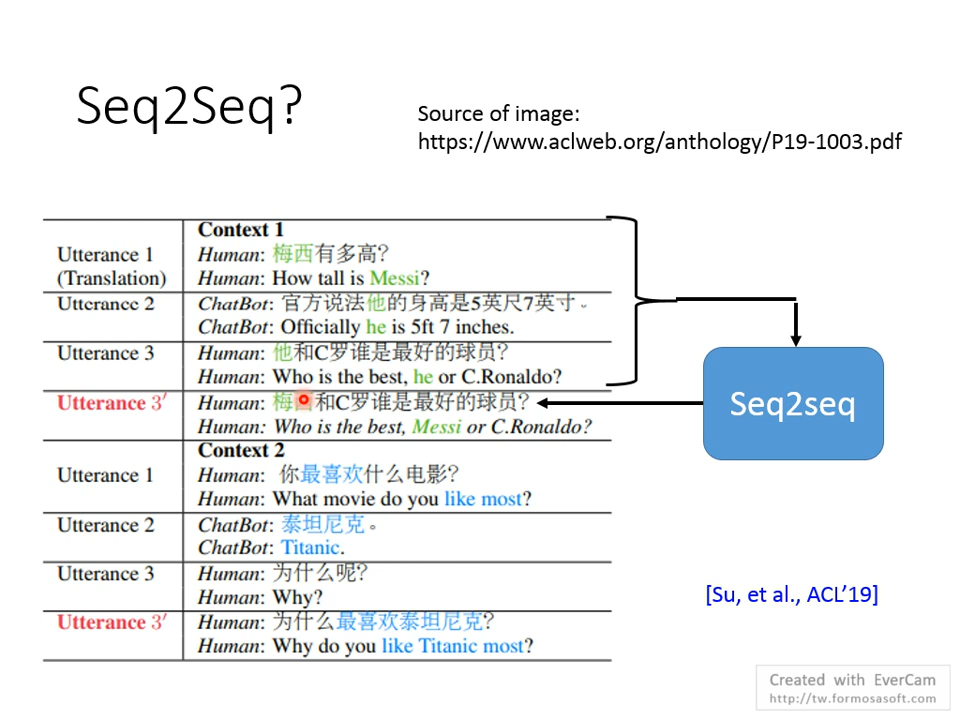 Seq2Seq?
Source of image:
https://www.aclweb.org/anthology/P19-1003.pdf
Context 1
Utterance 1 Human: 梅西有多高?
(Translation) Human: How tall is Messi?
Utterance 2 ChatBot: 官方说法他的身高是5英尺7英寸。
ChatBot: Officially he is 5ft 7 inches.
Utterance 3 Human: 他和C罗谁是最好的球员?
Human: Who is the best, he or C.Ronaldo?
Utterance 3′ Human: 梅西和C罗谁是最好的球员?
Human: Who is the best, Messi or C.Ronaldo?
Context 2
Utterance 1 Human: 你最喜欢什么电影?
Human: What movie do you like most?
Utterance 2 ChatBot: 泰坦尼克。
ChatBot: Titanic.
Utterance 3 Human: 为什么呢?
Human: Why?
Utterance 3′ Human: 为什么最喜欢泰坦尼克?
Human: Why do you like Titanic most?
Seq2seq
[Su, et al., ACL’19]
Created with EverCam
http://tw.formosasoft.com